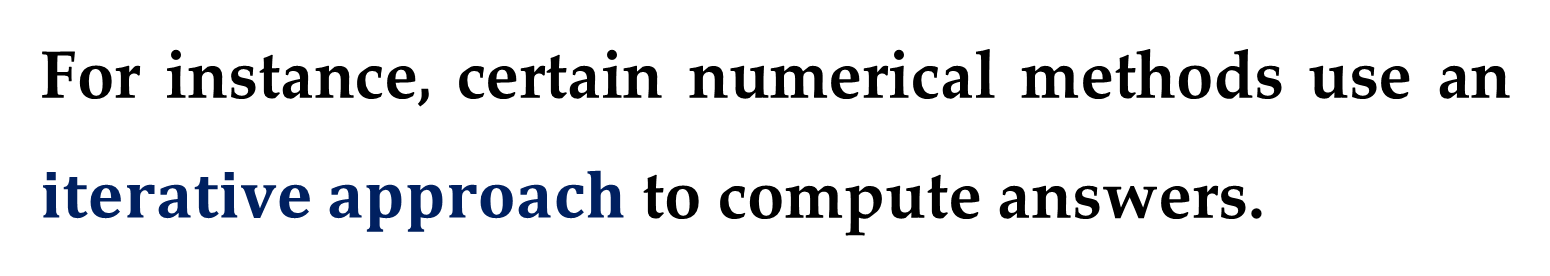 For instance, certain numerical methods use an
iterative approach to compute answers.